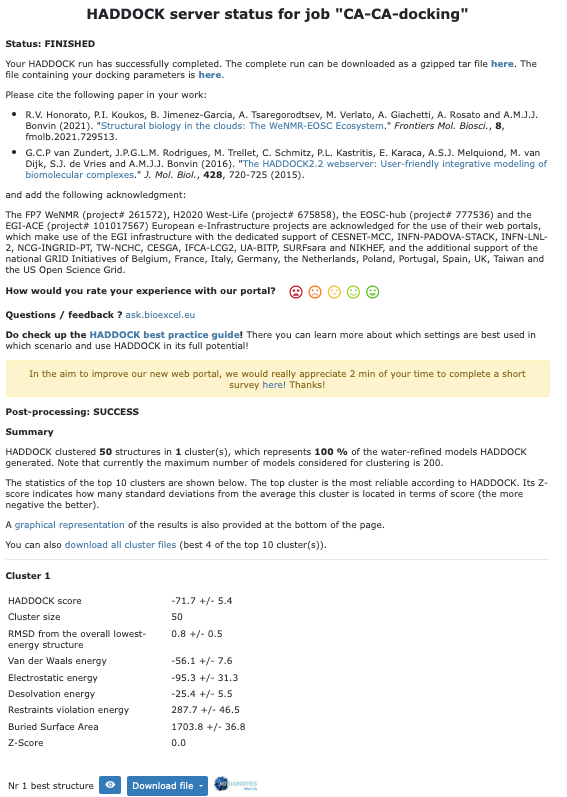 HADDOCK server status for job "CA-CA-docking"
Status: FINISHED
Your HADDOCK run has successfully completed. The complete run can be downloaded as a gzipped tar file here. The
file containing your docking parameters is here.
Please cite the following paper in your work:
• R.V. Honorato, P.I. Koukos, B. Jimenez-Garcia, A. Tsaregorodtsev, M. Verlato, A. Giachetti, A. Rosato and A.M.J.J.
Bonvin (2021). "Structural biology in the clouds: The WeNMR-EOSC Ecosystem." Frontiers Mol. Biosci., 8,
fmolb.2021.729513.
• G.C.P van Zundert, J.P.G.L.M. Rodrigues, M. Trellet, C. Schmitz, P.L. Kastritis, E. Karaca, A.S.J. Melquiond, M. van
Dijk, S.J. de Vries and A.M.J.J. Bonvin (2016). "The HADDOCK2.2 webserver: User-friendly integrative modeling of
biomolecular complexes." J. Mol. Biol., 428, 720-725 (2015).
and add the following acknowledgment:
The FP7 WeNMR (project# 261572), H2020 West-Life (project# 675858), the EOSC-hub (project# 777536) and the
EGI-ACE (project# 101017567) European e-Infrastructure projects are acknowledged for the use of their web portals,
which make use of the EGI infrastructure with the dedicated support of CESNET-MCC, INFN-PADOVA-STACK, INFN-LNL-
2, NCG-INGRID-PT, TW-NCHC, CESGA, IFCA-LCG2, UA-BITP, SURFsara and NIKHEF, and the additional support of the
national GRID Initiatives of Belgium, France, Italy, Germany, the Netherlands, Poland, Portugal, Spain, UK, Taiwan and
the US Open Science Grid.
How would you rate your experience with our portal?
Questions / feedback ? ask.bioexcel.eu
Do check up the HADDOCK best practice guide! There you can learn more about which settings are best used in
which scenario and use HADDOCK in its full potential!
In the aim to improve our new web portal, we would really appreciate 2 min of your time to complete a short
survey here! Thanks!
Post-processing: SUCCESS
Summary
HADDOCK clustered 50 structures in 1 cluster(s), which represents 100 % of the water-refined models HADDOCK
generated. Note that currently the maximum number of models considered for clustering is 200.
The statistics of the top 10 clusters are shown below. The top cluster is the most reliable according to HADDOCK. Its Z-
score indicates how many standard deviations from the average this cluster is located in terms of score (the more
negative the better).
A graphical representation of the results is also provided at the bottom of the page.
You can also download all cluster files (best 4 of the top 10 cluster(s)).
Cluster 1
HADDOCK score -71.7 +/- 5.4
Cluster size 50
RMSD from the overall lowest-
energy structure 0.8 +/- 0.5
Van der Waals energy -56.1 +/- 7.6
Electrostatic energy -95.3 +/- 31.3
Desolvation energy -25.4 +/- 5.5
Restraints violation energy 287.7 +/- 46.5
Buried Surface Area 1703.8 +/- 36.8
Z-Score 0.0
Nr 1 best structure Download file